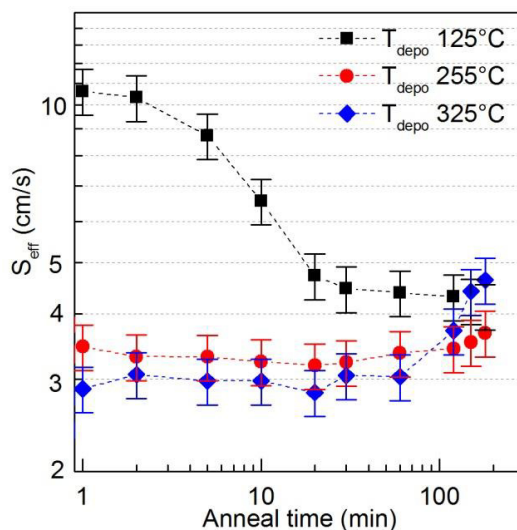 T_depo 125°C
T_depo 255°C
T_depo 325°C
10
5
4
3
2
S_eff (cm/s)
1 10 100
Anneal time (min)